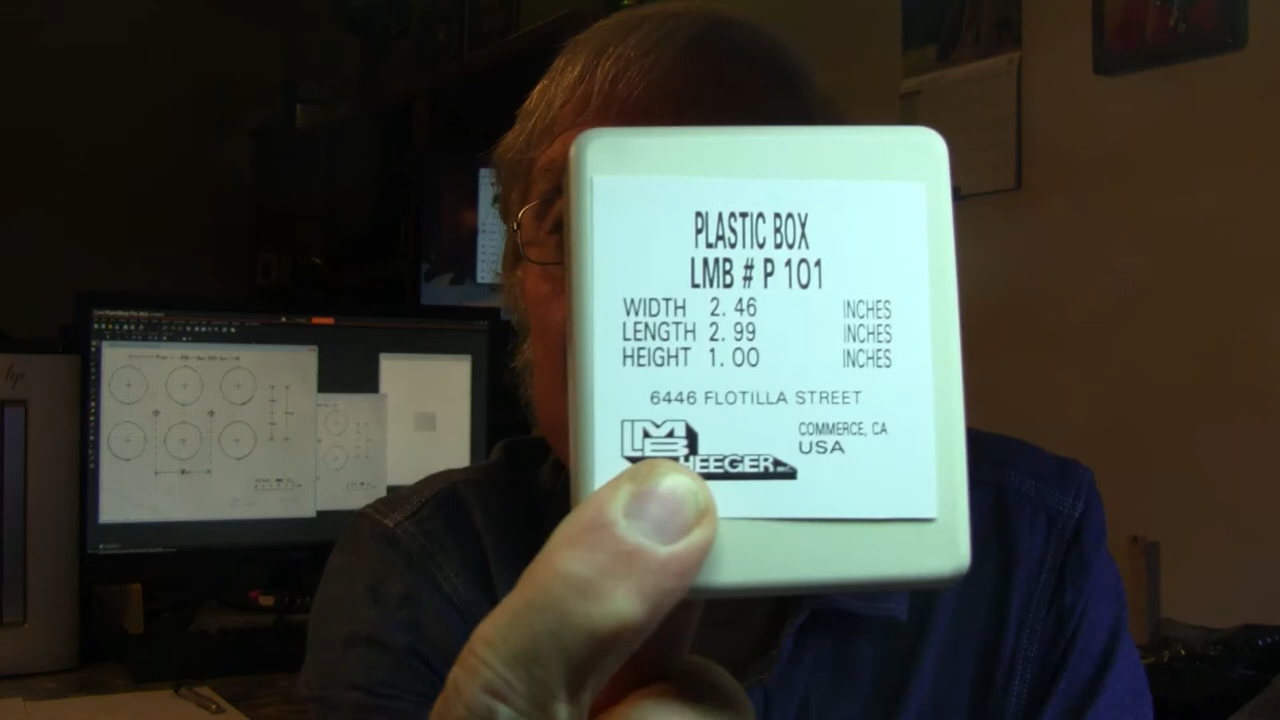 PLASTIC BOX
LMB # P 101
WIDTH 2.46 INCHES
LENGTH 2.99 INCHES
HEIGHT 1.00 INCHES
6446 FLOTILLA STREET
LMB HEEGER
COMMERCE, CA
USA
hp